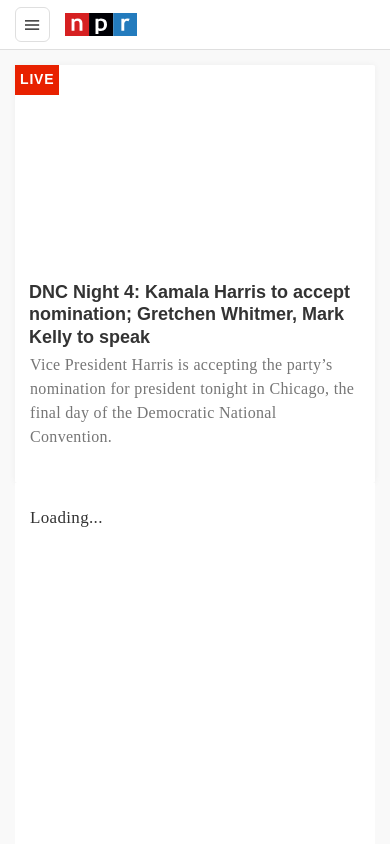 npr
LIVE
DNC Night 4: Kamala Harris to accept
nomination; Gretchen Whitmer, Mark
Kelly to speak
Vice President Harris is accepting the party’s
nomination for president tonight in Chicago, the
final day of the Democratic National
Convention.
Loading...